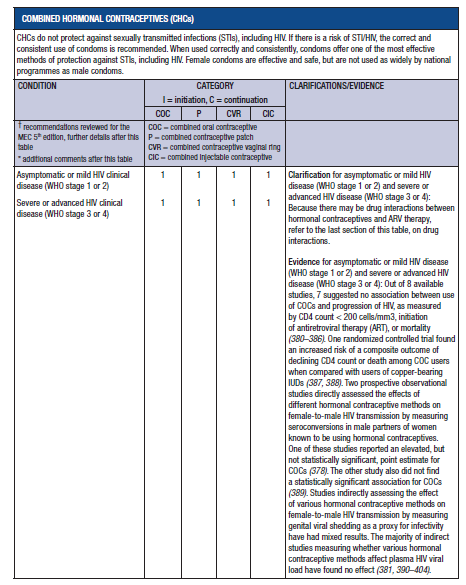 COMBINED HORMONAL CONTRACEPTIVES (CHCs)
CHCs do not protect against sexually transmitted infections (STIs), including HIV. If there is a risk of STI/HIV, the correct and
consistent use of condoms is recommended. When used correctly and consistently, condoms offer one of the most effective
methods of protection against STIs, including HIV. Female condoms are effective and safe, but are not used as widely by national
programmes as male condoms.
CONDITION
CATEGORY
I = initiation, C = continuation
CLARIFICATIONS/EVIDENCE
COC P CVR CIC
‡ recommendations reviewed for the
MEC 5th edition, further details after this
table
* additional comments after this table
COC = combined oral contraceptive
P = combined contraceptive patch
CVR = combined contraceptive vaginal ring
CIC = combined injectable contraceptive
Asymptomatic or mild HIV clinical
disease (WHO stage 1 or 2)
1 1 1 1
Severe or advanced HIV clinical
disease (WHO stage 3 or 4)
1 1 1 1
Clarification for asymptomatic or mild HIV
disease (WHO stage 1 or 2) and severe or
advanced HIV disease (WHO stage 3 or 4):
Because there may be drug interactions between
hormonal contraceptives and ARV therapy,
refer to the last section of this table, on drug
interactions.
Evidence for asymptomatic or mild HIV disease
(WHO stage 1 or 2) and severe or advanced HIV
disease (WHO stage 3 or 4): Out of 8 available
studies, 7 suggested no association between use
of COCs and progression of HIV, as measured
by CD4 count < 200 cells/mm3, initiation
of antiretroviral therapy (ART), or mortality
(380–386). One randomized controlled trial found
an increased risk of a composite outcome of
declining CD4 count or death among COC users
when compared with users of copper-bearing
IUDs (387, 388). Two prospective observational
studies directly assessed the effects of
different hormonal contraceptive methods on
female-to-male HIV transmission by measuring
seroconversions in male partners of women
known to be using hormonal contraceptives.
One of these studies reported an elevated, but
not statistically significant, point estimate for
COCs (378). The other study also did not find
a statistically significant association for COCs
(389). Studies indirectly assessing the effect
of various hormonal contraceptive methods on
female-to-male HIV transmission by measuring
genital viral shedding as a proxy for infectivity
have had mixed results. The majority of indirect
studies measuring whether various hormonal
contraceptive methods affect plasma HIV viral
load have found no effect (381, 390–404).